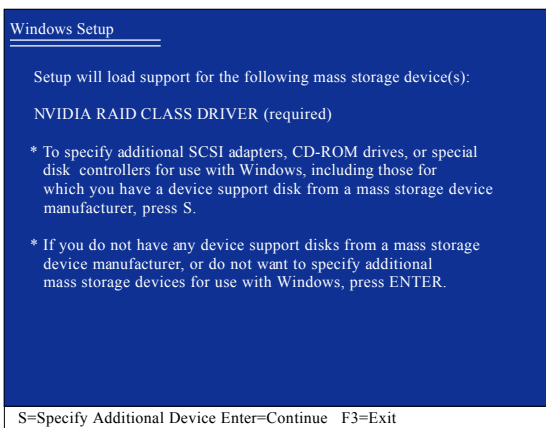 Windows Setup
Setup will load support for the following mass storage device(s):
NVIDIA RAID CLASS DRIVER (required)
* To specify additional SCSI adapters, CD-ROM drives, or special
disk controllers for use with Windows, including those for
which you have a device support disk from a mass storage device
manufacturer, press S.
* If you do not have any device support disks from a mass storage
device manufacturer, or do not want to specify additional
mass storage devices for use with Windows, press ENTER.
S=Specify Additional Device Enter=Continue F3=Exit